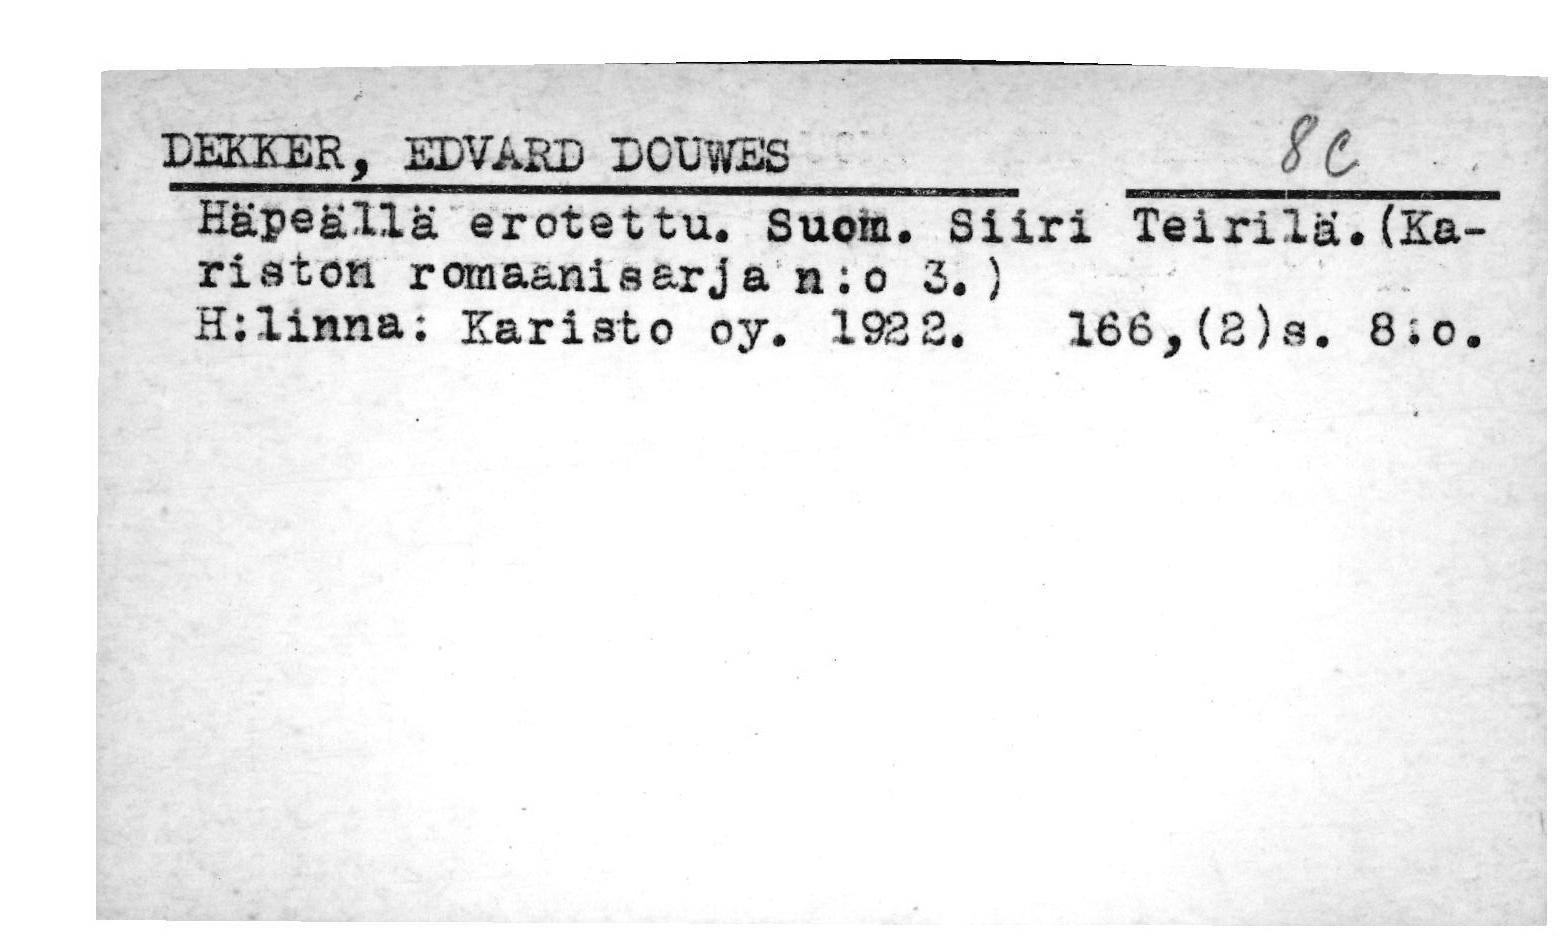 DEKKER, EDVARD DOUWES 8c
Häpeällä erotettu. Suom. Siiri Teirilä.(Ka-
riston romaanisarja n:o 3.)
H:linna: Karisto oy. 1922. 166,(2)s. 8:o.